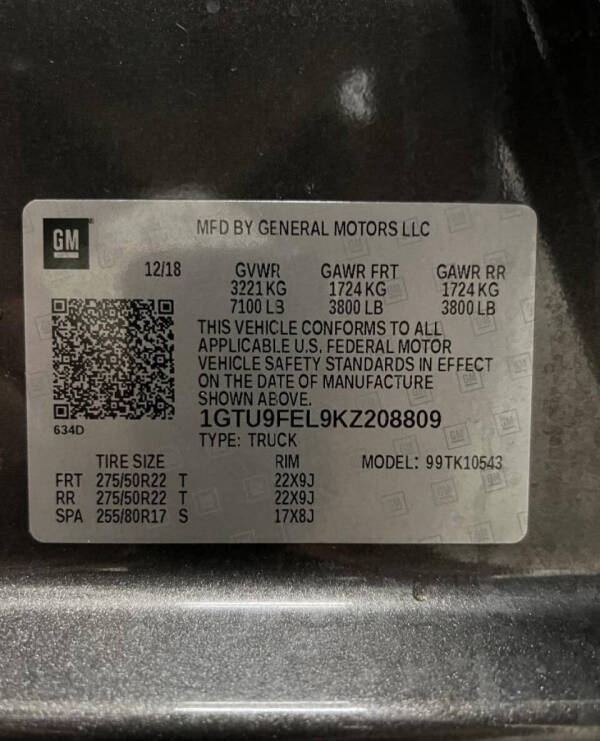 GM
MFD BY GENERAL MOTORS LLC
12/18 GVWR GAWR FRT GAWR RR
3221 KG 1724 KG 1724 KG
7100 LB 3800 LB 3800 LB
THIS VEHICLE CONFORMS TO ALL
APPLICABLE U.S. FEDERAL MOTOR
VEHICLE SAFETY STANDARDS IN EFFECT
ON THE DATE OF MANUFACTURE
SHOWN ABOVE.
1GTU9FEL9KZ208809
634D
TYPE: TRUCK
TIRE SIZE RIM MODEL: 99TK10543
FRT 275/50R22 T 22X9J
RR 275/50R22 T 22X9J
SPA 255/80R17 S 17X8J